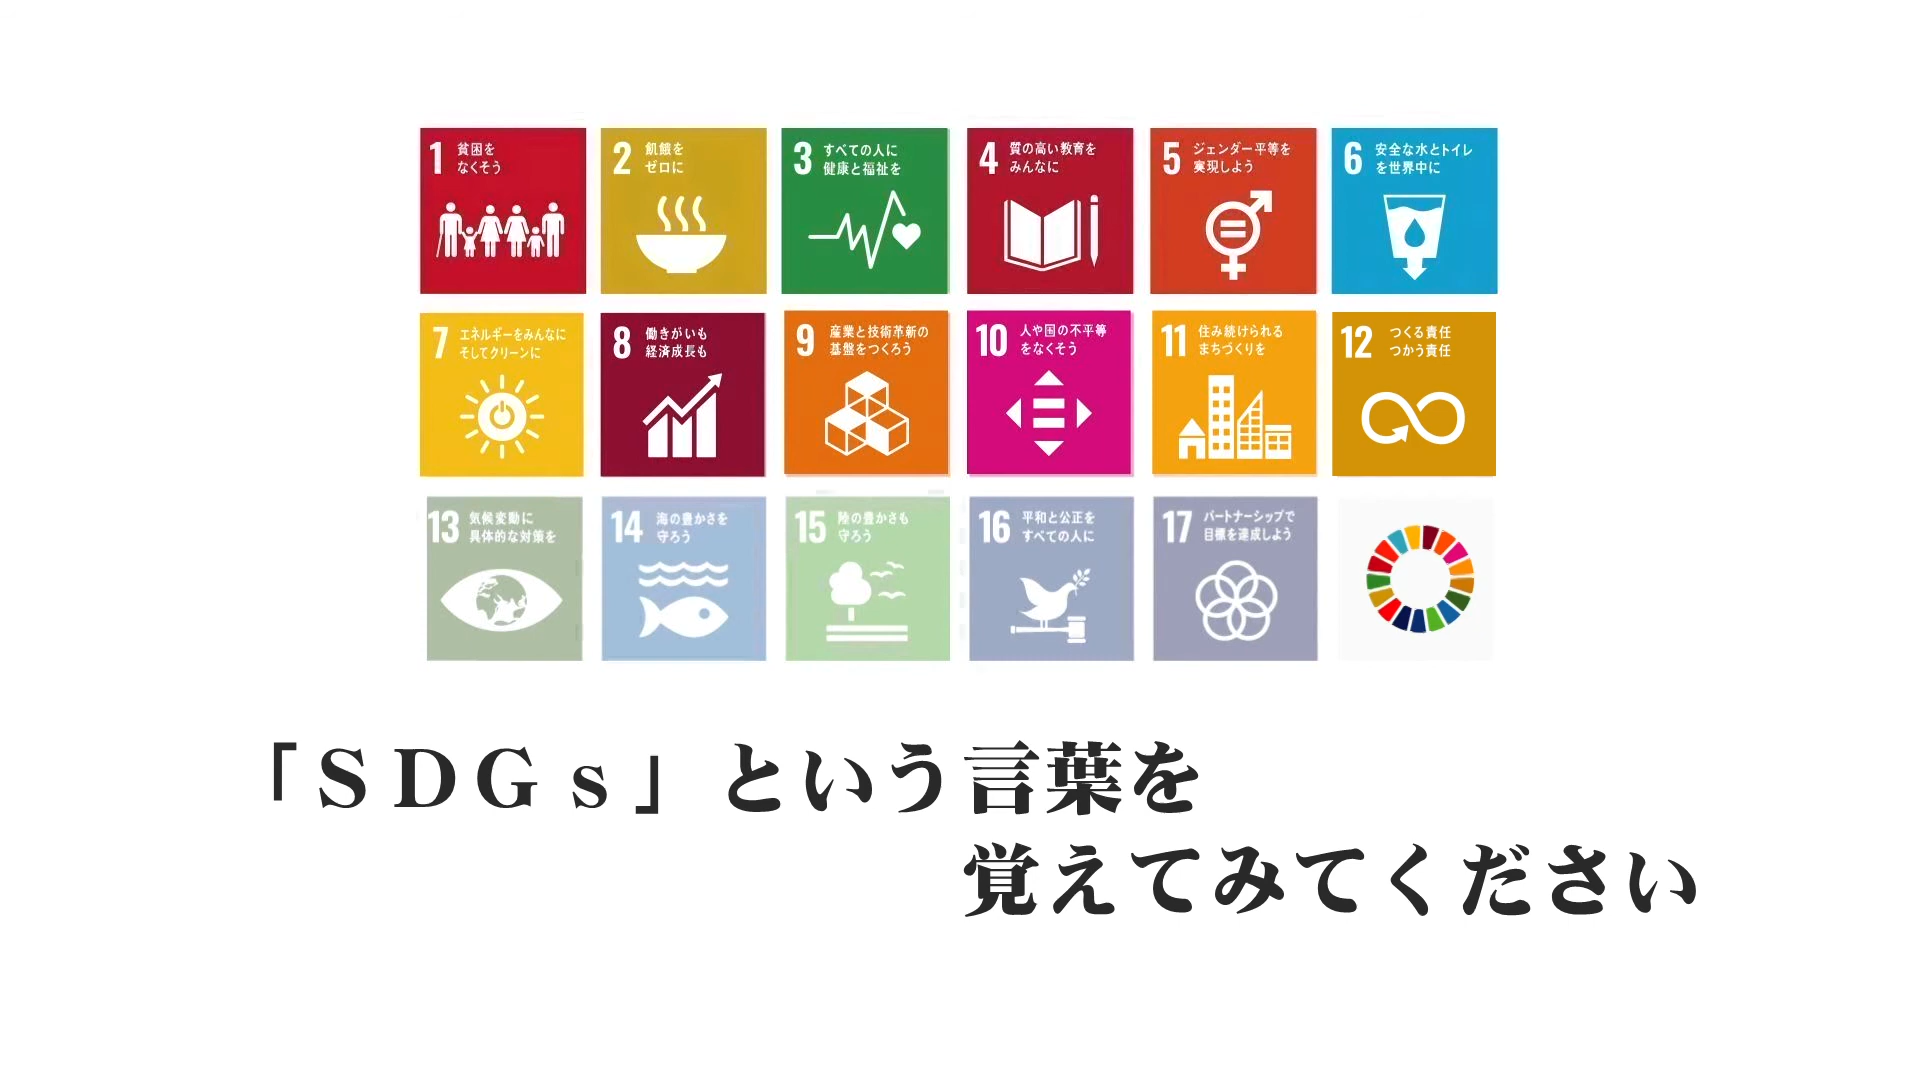 1 貧困を
なくそう
2 飢餓を
ゼロに
3 すべての人に
健康と福祉を
4 質の高い教育を
みんなに
5 ジェンダー平等を
実現しよう
6 安全な水とトイレ
を世界中に
7 エネルギーをみんなに
そしてクリーンに
8 働きがいも
経済成長も
9 産業と技術革新の
基盤をつくろう
10 人や国の不平等
をなくそう
11 住み続けられる
まちづくりを
12 つくる責任
つかう責任
13 気候変動に
具体的な対策を
14 海の豊かさを
守ろう
15 陸の豊かさも
守ろう
16 平和と公正を
すべての人に
17 パートナーシップで
目標を達成しよう
「ＳＤＧｓ」という言葉を
覚えてみてください